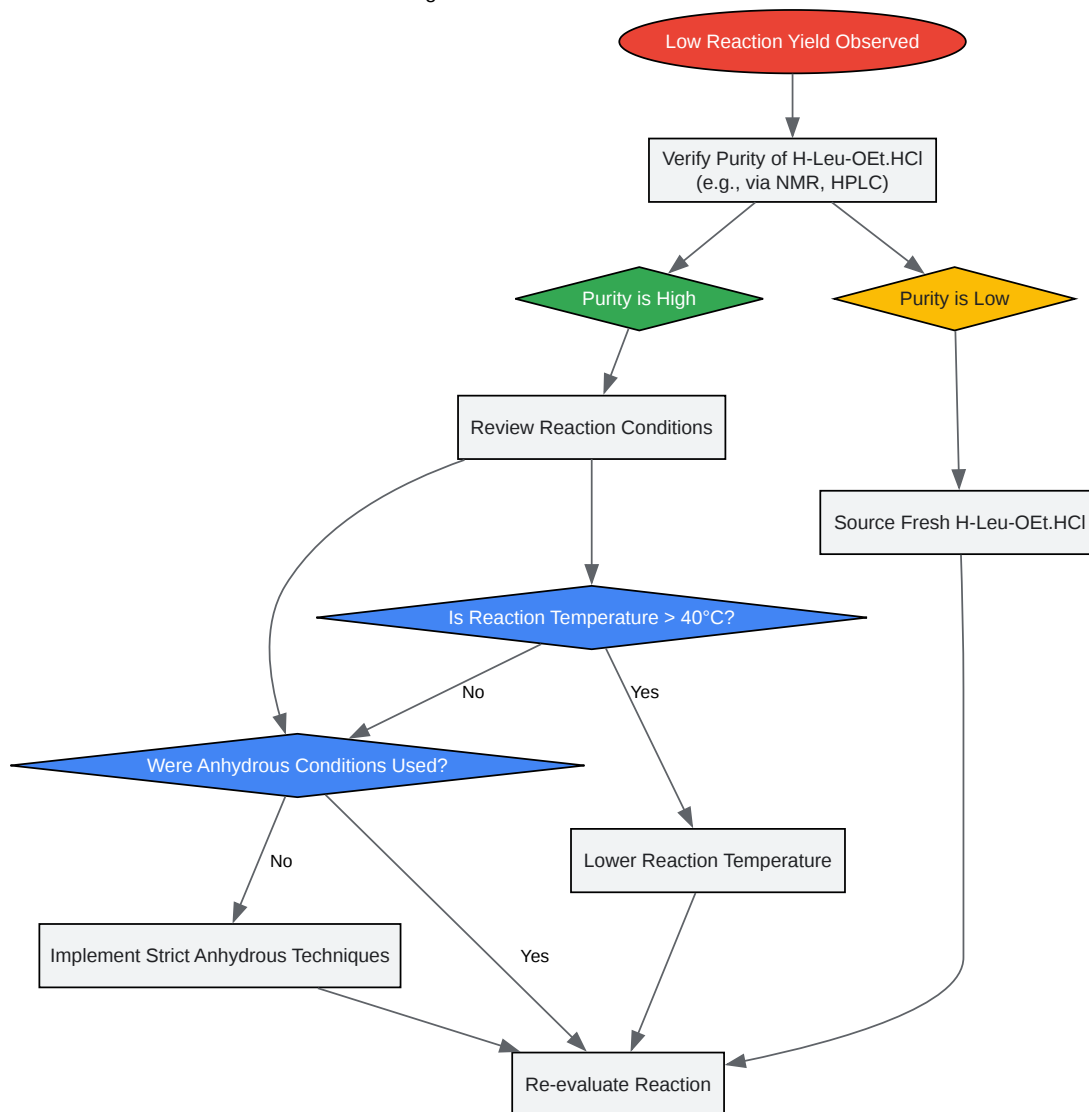 Low Reaction Yield Observed
Verify Purity of H-Leu-OEt.HCl
(e.g., via NMR, HPLC)
Purity is High
Purity is Low
Review Reaction Conditions
Source Fresh H-Leu-OEt.HCl
Is Reaction Temperature > 40°C?
No
Yes
Were Anhydrous Conditions Used?
Lower Reaction Temperature
No
Implement Strict Anhydrous Techniques
Yes
Re-evaluate Reaction